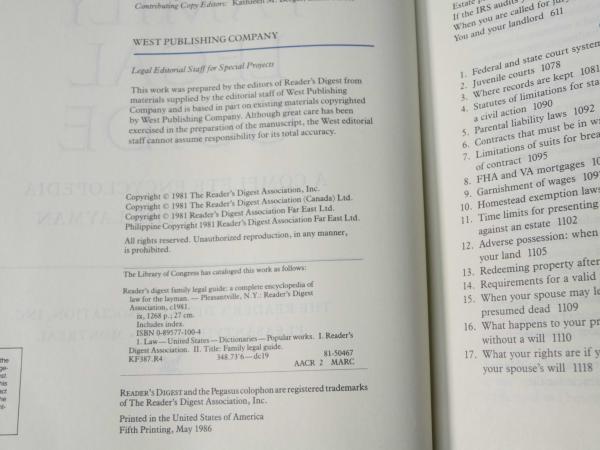 Contributing Copy Editors:
WEST PUBLISHING COMPANY
Legal Editorial Staff for Special Projects
This work was prepared by the editors of Reader's Digest from
materials supplied by the editorial staff of West Publishing
Company and is based in part on existing materials copyrighted
by West Publishing Company. Although great care has been
exercised in the preparation of the manuscript, the West editorial
staff cannot assume responsibility for its total accuracy.
Copyright © 1981 The Reader's Digest Association, Inc.
Copyright © 1981 The Reader's Digest Association (Canada) Ltd.
Copyright © 1981 Reader's Digest Association Far East Ltd.
Philippine Copyright 1981 Reader's Digest Association Far East Ltd.
All rights reserved. Unauthorized reproduction, in any manner,
is prohibited.
The Library of Congress has cataloged this work as follows:
Reader's digest family legal guide: a complete encyclopedia of
law for the layman. — Pleasantville, N.Y.: Reader's Digest
Association, c1981.
ix, 1268 p.; 27 cm.
Includes index.
ISBN 0-89577-100-4
1. Law—United States—Dictionaries—Popular works. I. Reader's
Digest Association. II. Title: Family legal guide.
KF387.R4 348.73'6—dc19 81-50467
AACR 2 MARC
READER'S DIGEST and the Pegasus colophon are registered trademarks
of The Reader's Digest Association, Inc.
Printed in the United States of America
Fifth Printing, May 1986
If the IRS audits
When you are called for
You and your landlord 611
1. Federal and state court system
2. Juvenile courts 1078
3. Where records are kept 1081
4. Statutes of limitations for
a civil action 1090
5. Parental liability laws 1092
6. Contracts that must be in
7. Limitations of suits for
of contract 1095
8. FHA and VA mortgages
9. Garnishment of wages
10. Homestead exemption laws
11. Time limits for presenting
against an estate 1102
12. Adverse possession: when
your land 1105
13. Redeeming property after
14. Requirements for a valid
15. When your spouse may
presumed dead 1109
16. What happens to your
without a will 1110
17. What your rights are if
your spouse's will 1118